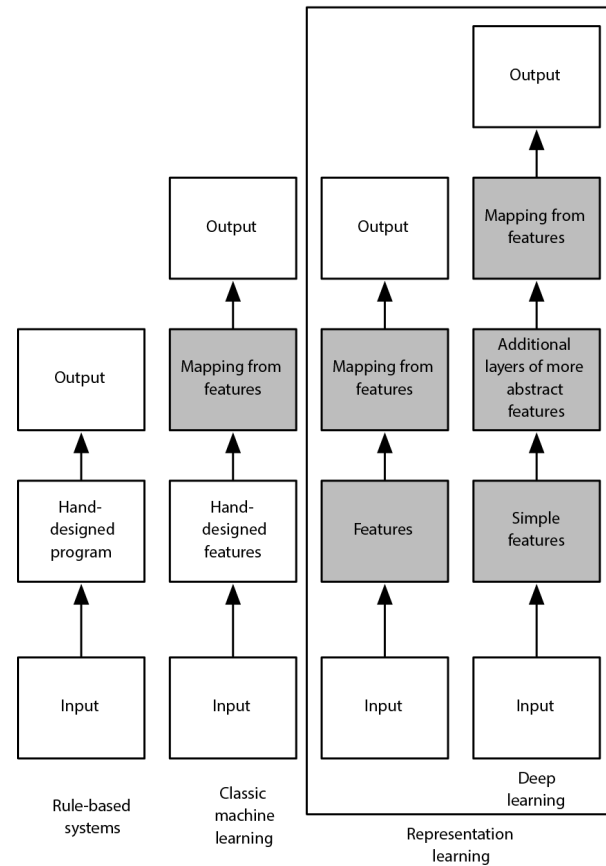 Output
Mapping from
features
Output
Output
Additional
layers of more
abstract
features
Mapping from
features
Mapping from
features
Output
Simple
features
Features
Hand-
designed
features
Hand-
designed
program
Input
Input
Input
Input
Deep
learning
Classic
machine
learning
Rule-based
systems
Representation
learning